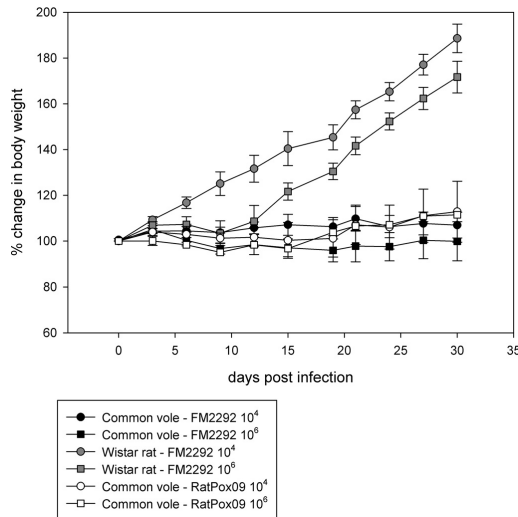 200
180
160
140
120
100
80
60
% change in body weight
0 5 10 15 20 25 30 35
days post infection
Common vole - FM2292 10⁴
Common vole - FM2292 10⁶
Wistar rat - FM2292 10⁴
Wistar rat - FM2292 10⁶
Common vole - RatPox09 10⁴
Common vole - RatPox09 10⁶